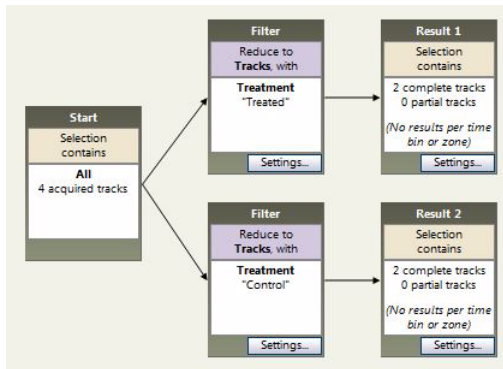 Start
Selection
contains
All
4 acquired tracks
Filter
Reduce to
Tracks, with
Treatment
"Treated"
Settings...
Result 1
Selection
contains
2 complete tracks
0 partial tracks
(No results per time
bin or zone)
Settings...
Filter
Reduce to
Tracks, with
Treatment
"Control"
Settings...
Result 2
Selection
contains
2 complete tracks
0 partial tracks
(No results per time
bin or zone)
Settings...